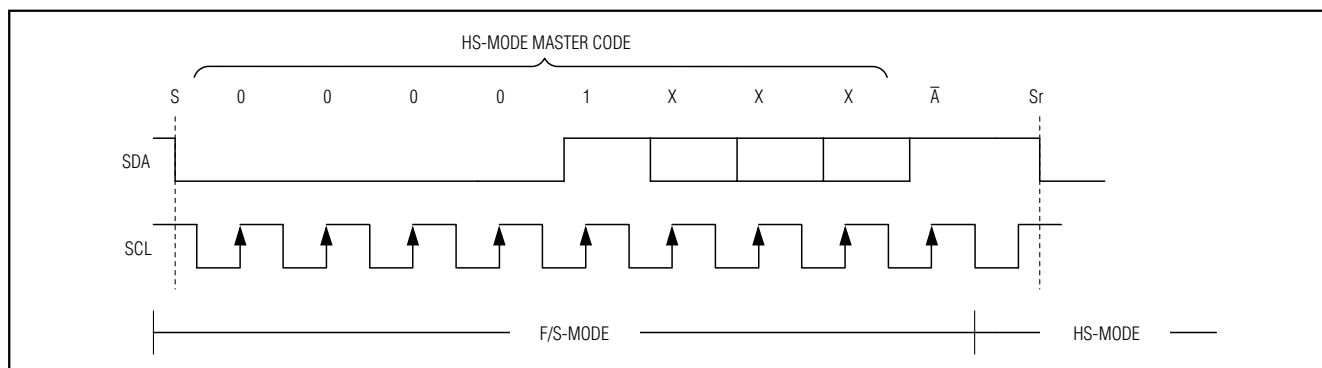 HS-MODE MASTER CODE
S 0 0 0 0 1 X X X A̅ Sr
SDA
SCL
F/S-MODE HS-MODE